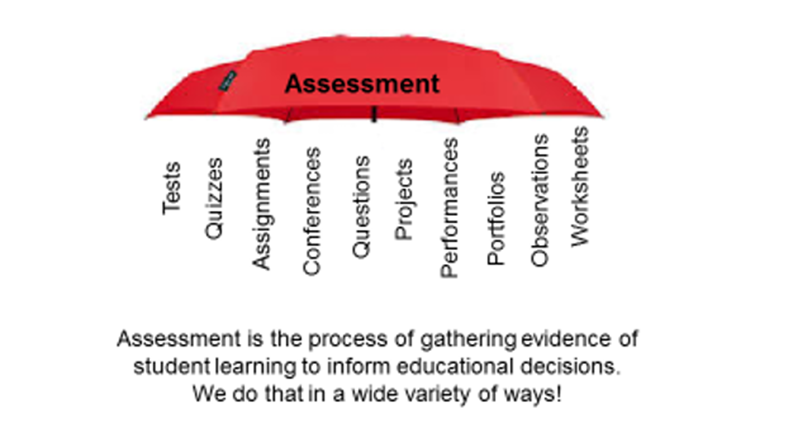 Assessment
Tests
Quizzes
Assignments
Conferences
Questions
Projects
Performances
Portfolios
Observations
Worksheets
Assessment is the process of gathering evidence of
student learning to inform educational decisions.
We do that in a wide variety of ways!